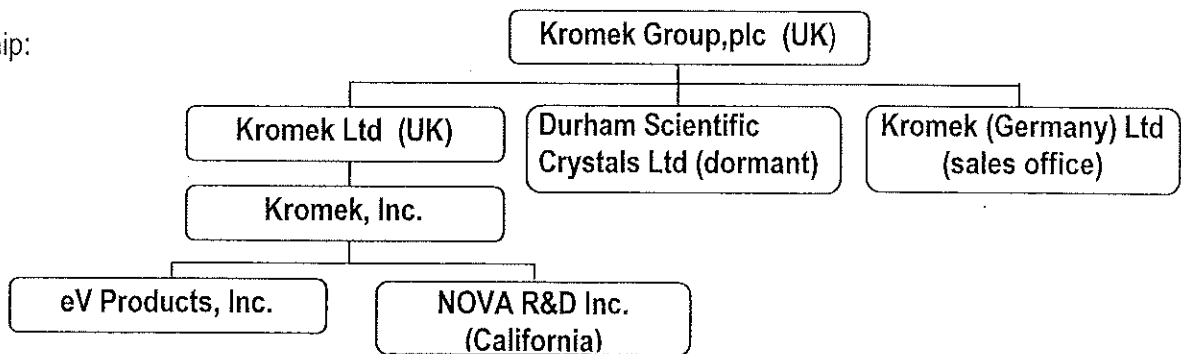 ip:
Kromek Group,plc (UK)
Kromek Ltd (UK)
Durham Scientific
Crystals Ltd (dormant)
Kromek (Germany) Ltd
(sales office)
Kromek, Inc.
eV Products, Inc.
NOVA R&D Inc.
(California)